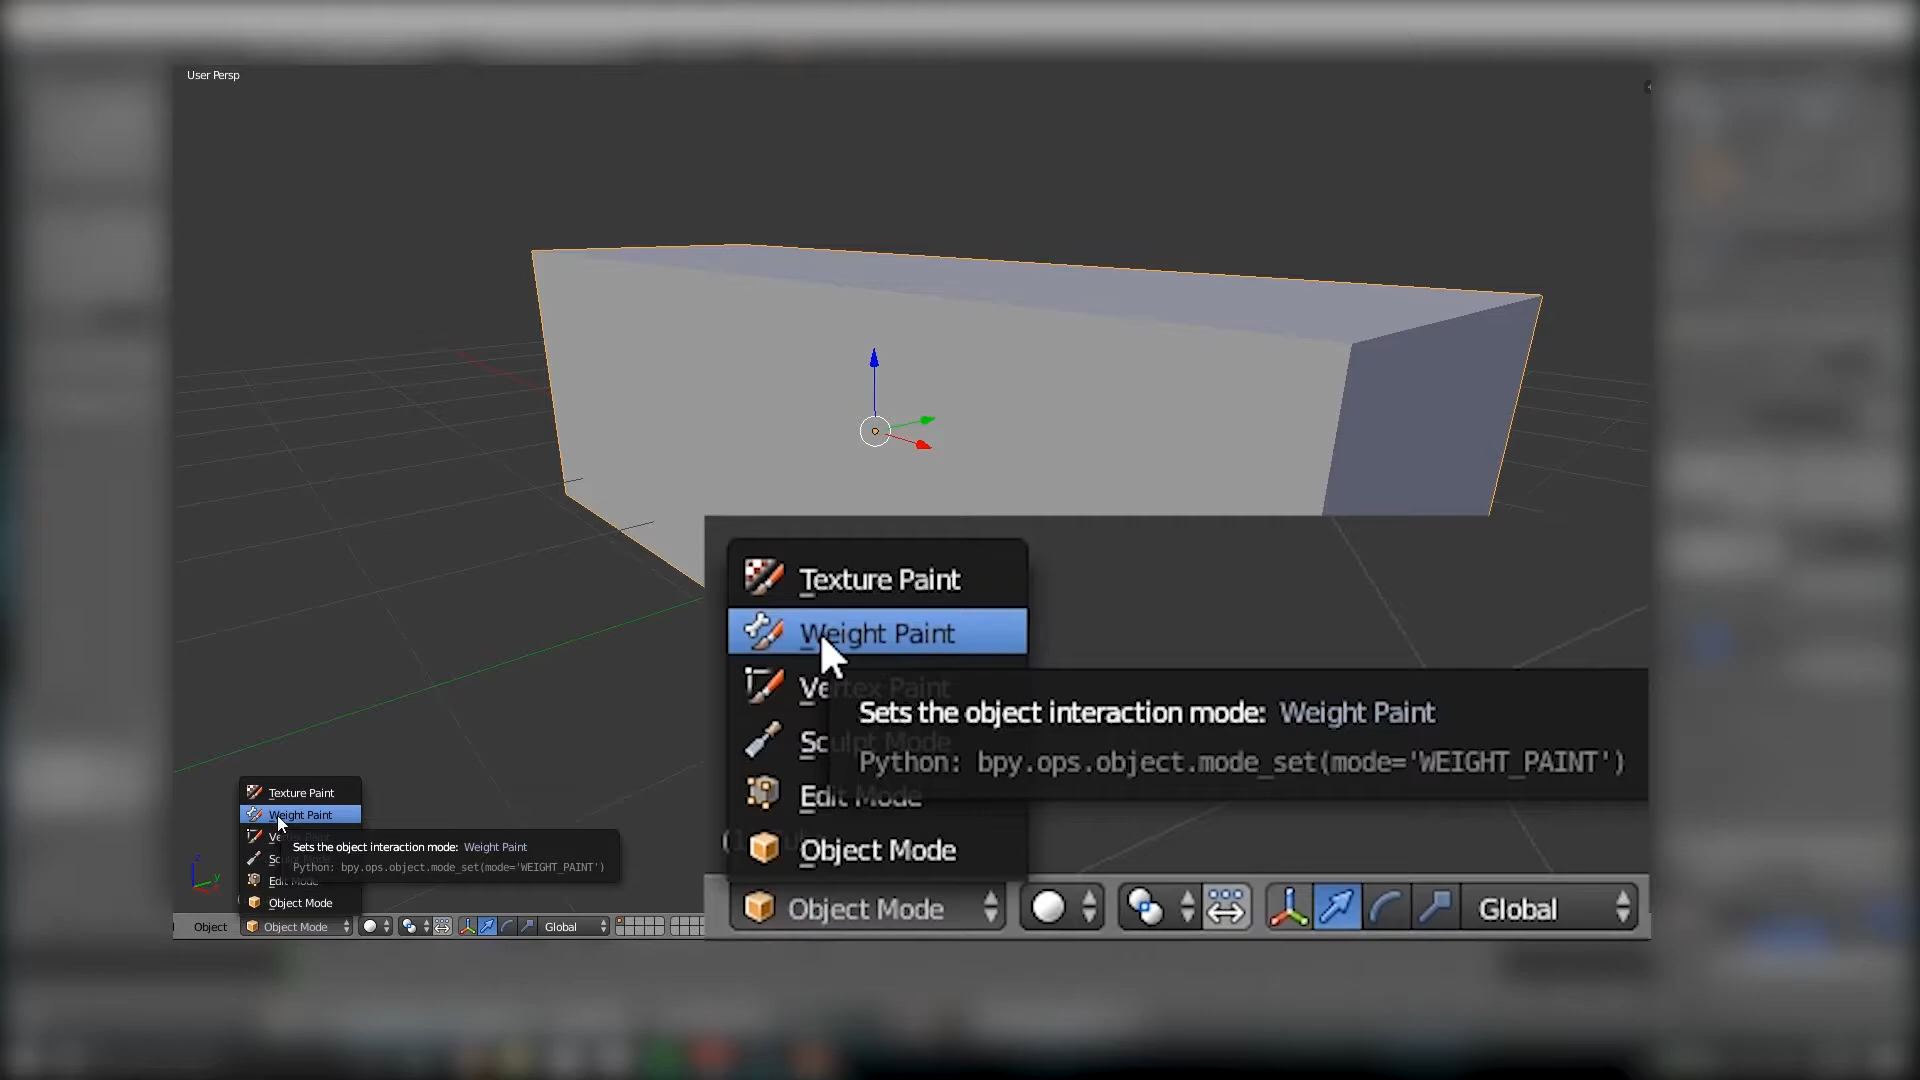 User Persp
Texture Paint
Weight Paint
Vertex Paint
Sets the object interaction mode: Weight Paint
Sculpt Mode
Python: bpy.ops.object.mode_set(mode='WEIGHT_PAINT')
Edit Mode
Object Mode
Object Mode
Global
Texture Paint
Weight Paint
Ve
Sets the object interaction mode: Weight Paint
Sculpt Mode
Python: bpy.ops.object.mode_set(mode='WEIGHT_PAINT')
Edit Mode
Object Mode
Object
Object Mode
Global
z
y